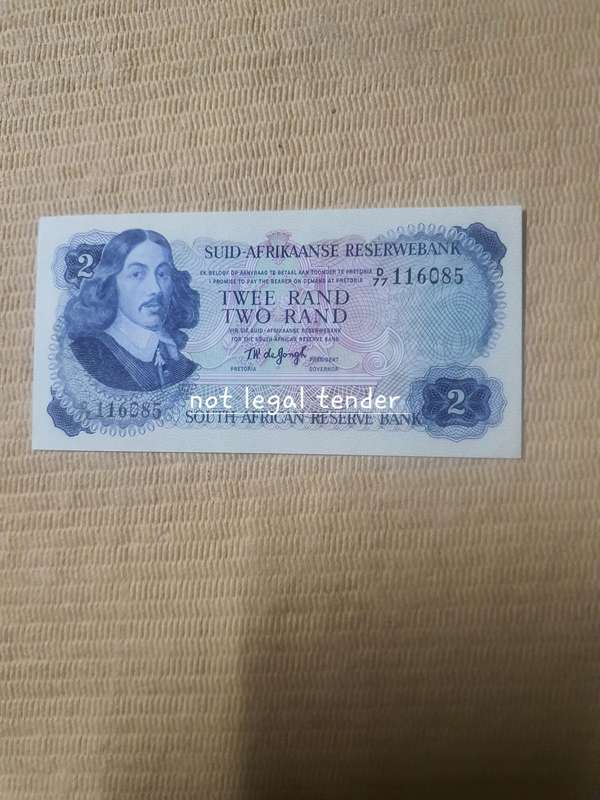 2
SUID-AFRIKAANSE RESERWEBANK
EK BELOOF OP AANVRAAG TE BETAAL AAN TOONDER TE PRETORIA
I PROMISE TO PAY THE BEARER ON DEMAND AT PRETORIA
D/77 116085
TWEE RAND
TWO RAND
VIR DIE SUID-AFRIKAANSE RESERWEBANK
FOR THE SOUTH AFRICAN RESERVE BANK
T.W. de Jongh
PRESIDENT
PRETORIA GOVERNOR
not legal tender
116085
2
SOUTH AFRICAN RESERVE BANK